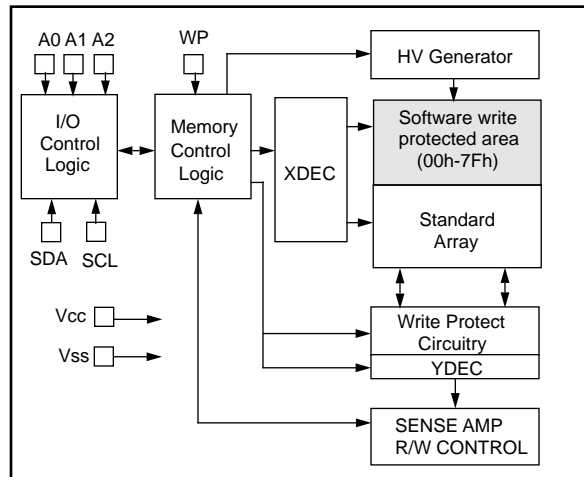 A0 A1 A2
WP
HV Generator
I/O
Control
Logic
Memory
Control
Logic
XDEC
Software write
protected area
(00h-7Fh)
Standard
Array
SDA
SCL
Vcc
Vss
Write Protect
Circuitry
YDEC
SENSE AMP
R/W CONTROL